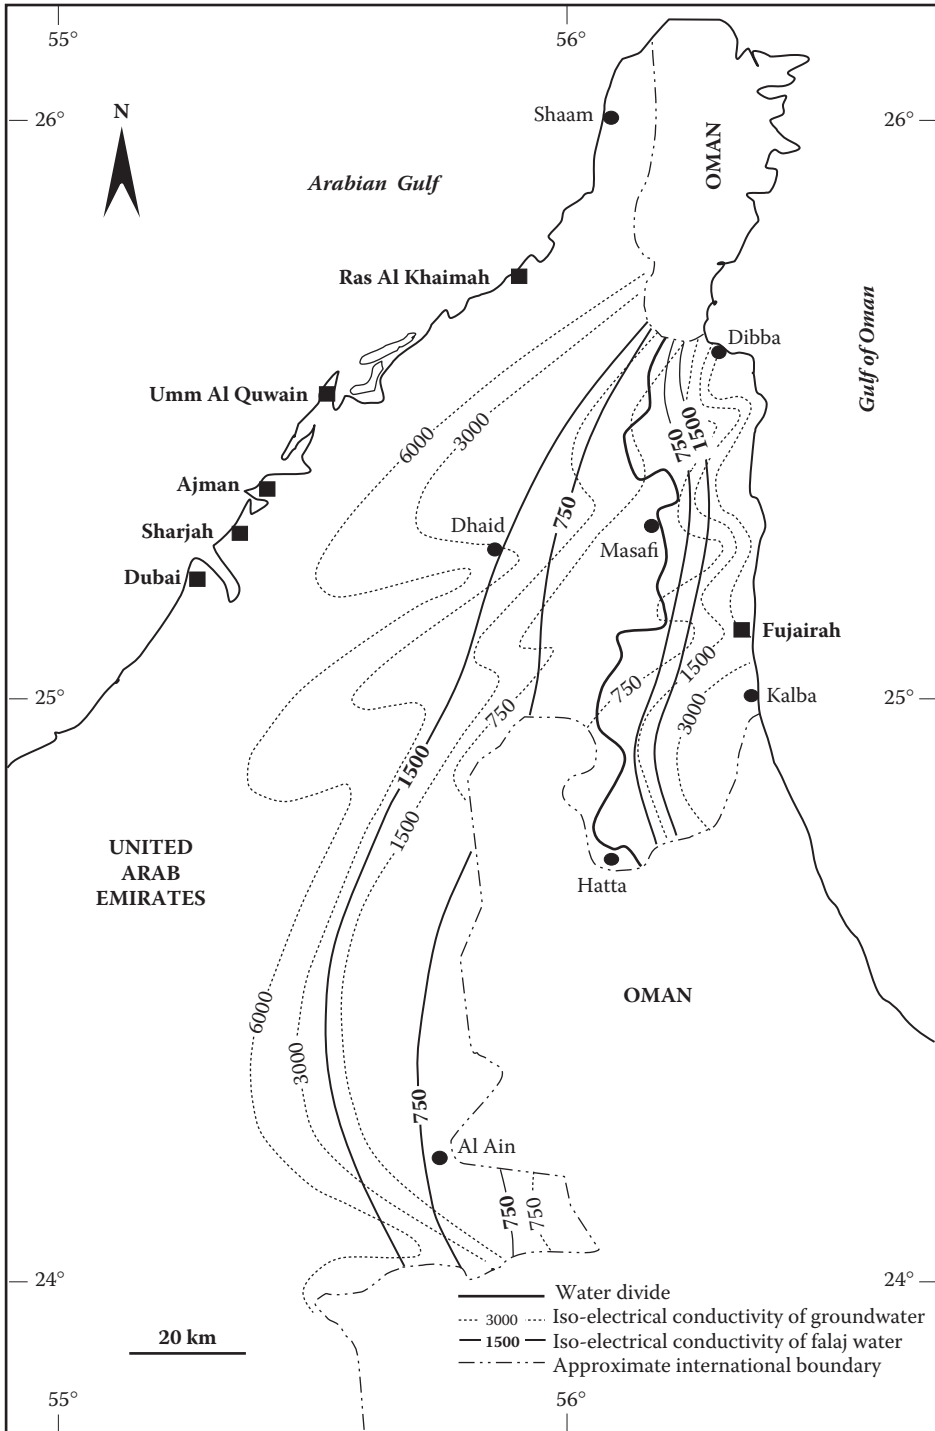 55°
56°
26°
26°
N
Shaam
OMAN
Arabian Gulf
Ras Al Khaimah
Gulf of Oman
Dibba
Umm Al Quwain
6000
3000
750
1500
Ajman
750
Dhaid
Sharjah
Masafi
Dubai
Fujairah
1500
750
25°
25°
Kalba
750
3000
1500
1500
UNITED
ARAB
EMIRATES
Hatta
OMAN
6000
3000
750
Al Ain
750
750
24°
24°
Water divide
3000 Iso-electrical conductivity of groundwater
1500 Iso-electrical conductivity of falaj water
Approximate international boundary
20 km
55°
56°